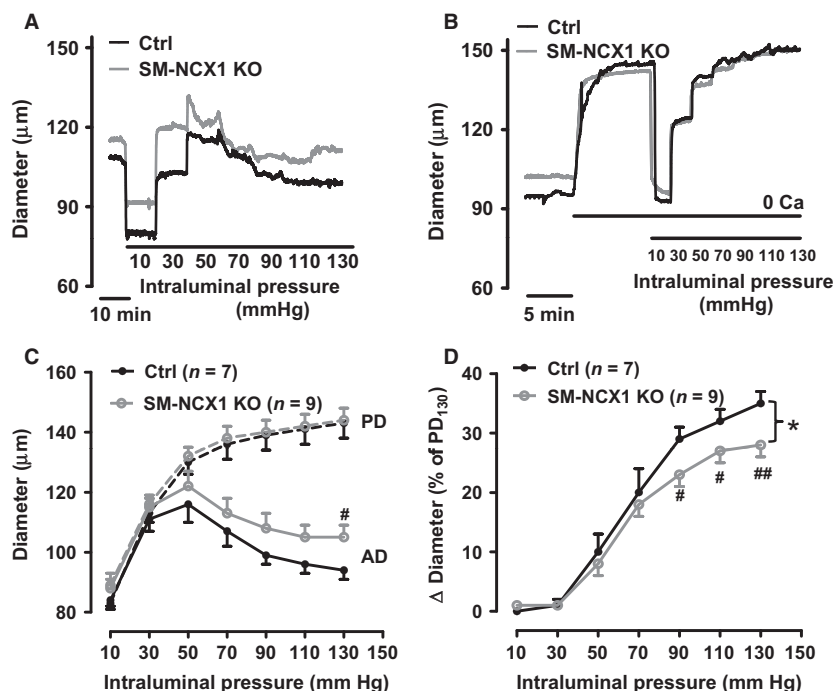 A
Ctrl
SM-NCX1 KO
150
120
90
60
Diameter (µm)
10 30 50 70 90 110 130
Intraluminal pressure
(mmHg)
10 min
B
Ctrl
SM-NCX1 KO
150
120
90
60
Diameter (µm)
0 Ca
10 30 50 70 90 110 130
Intraluminal pressure
(mmHg)
5 min
C
Ctrl (n = 7)
SM-NCX1 KO (n = 9)
160
140
120
100
80
Diameter (µm)
PD
#
AD
10 30 50 70 90 110 130 150
Intraluminal pressure (mm Hg)
D
Ctrl (n = 7)
SM-NCX1 KO (n = 9)
40
30
20
10
0
Δ Diameter (% of PD130)
*
# # ##
10 30 50 70 90 110 130 150
Intraluminal pressure (mm Hg)